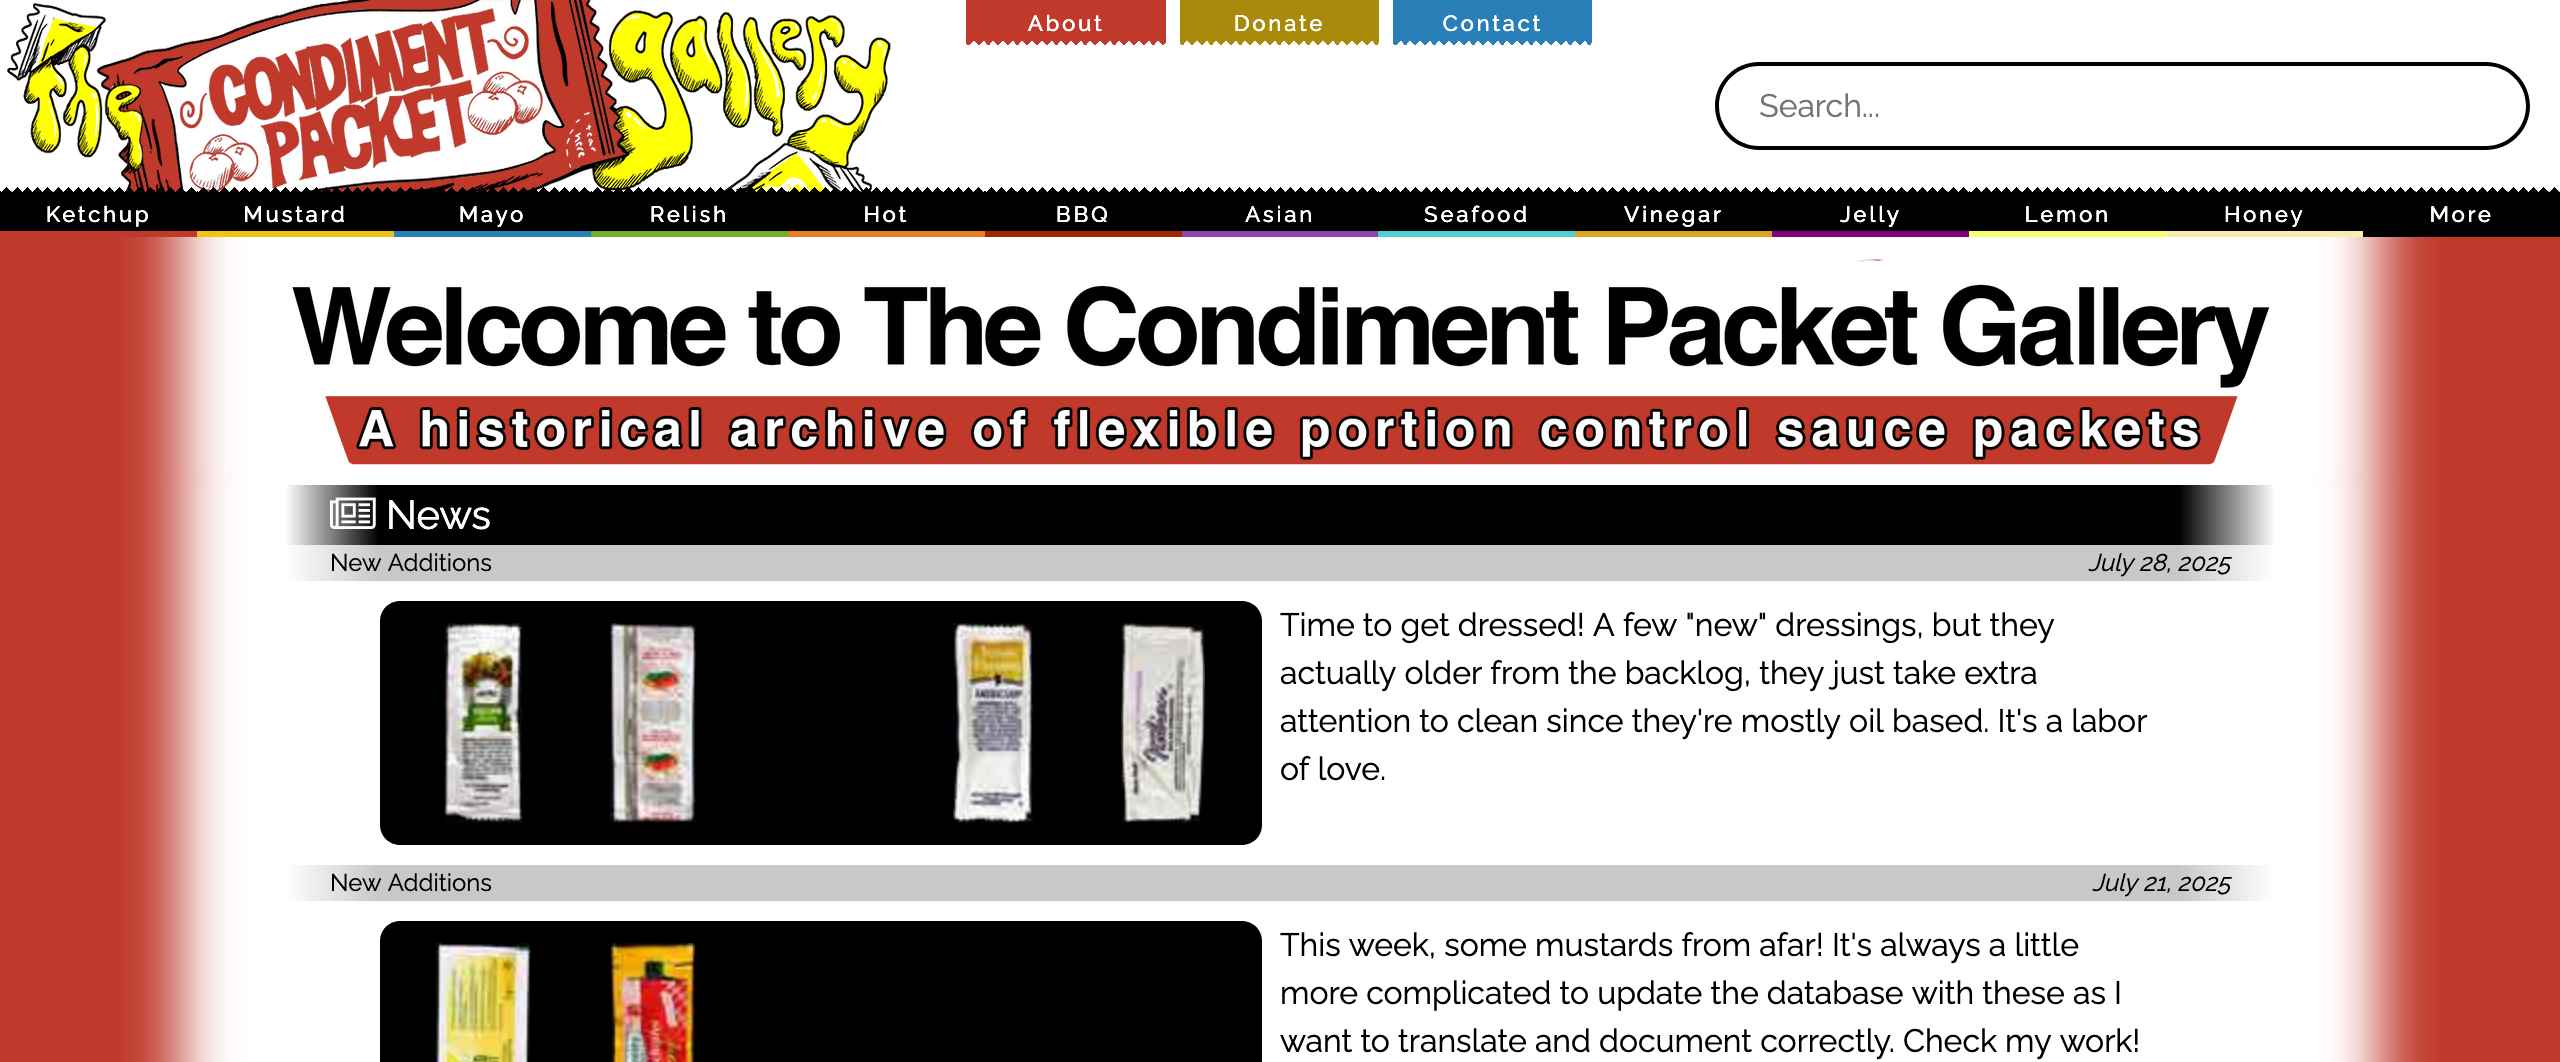 The CONDIMENT PACKET gallery
About
Donate
Contact
Search...
Ketchup
Mustard
Mayo
Relish
Hot
BBQ
Asian
Seafood
Vinegar
Jelly
Lemon
Honey
More
Welcome to The Condiment Packet Gallery
A historical archive of flexible portion control sauce packets
News
New Additions
July 28, 2025
Time to get dressed! A few "new" dressings, but they
actually older from the backlog, they just take extra
attention to clean since they're mostly oil based. It's a labor
of love.
New Additions
July 21, 2025
This week, some mustards from afar! It's always a little
more complicated to update the database with these as I
want to translate and document correctly. Check my work!